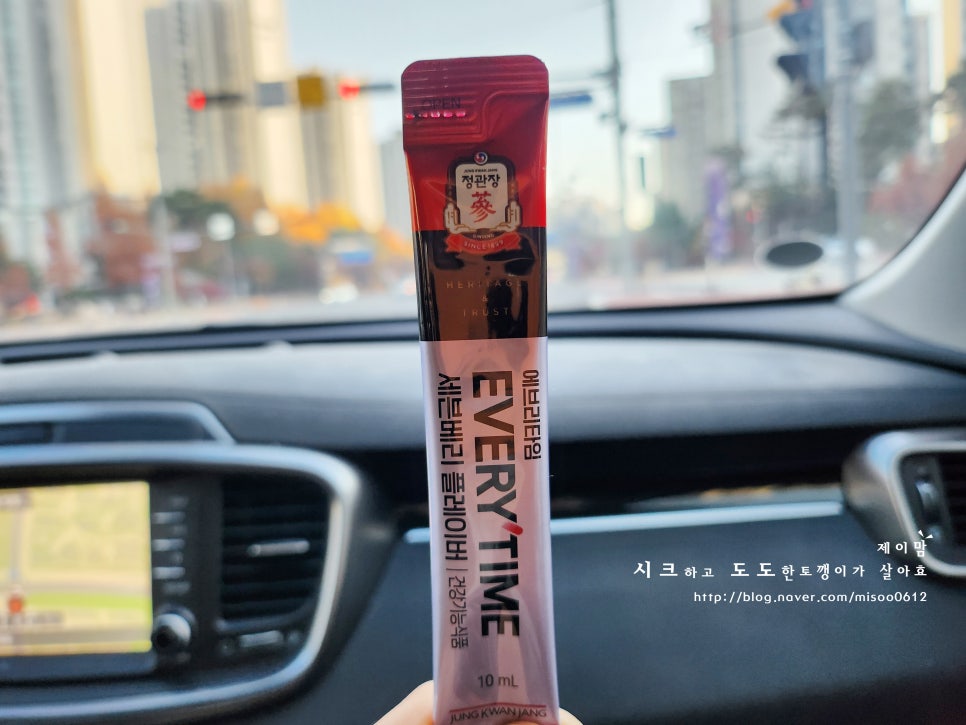 OPEN
JUNG KWAN JANG
정관장
蔘
GINSENG
SINCE 1899
HERITAGE
&
TRUST
에브리타임
EVERY'TIME
세븐베리 플레이버 | 건강기능식품
10 mL
JUNG KWAN JANG
제이맘
시크하고 도도한토깽이가 살아효
http://blog.naver.com/misoo0612